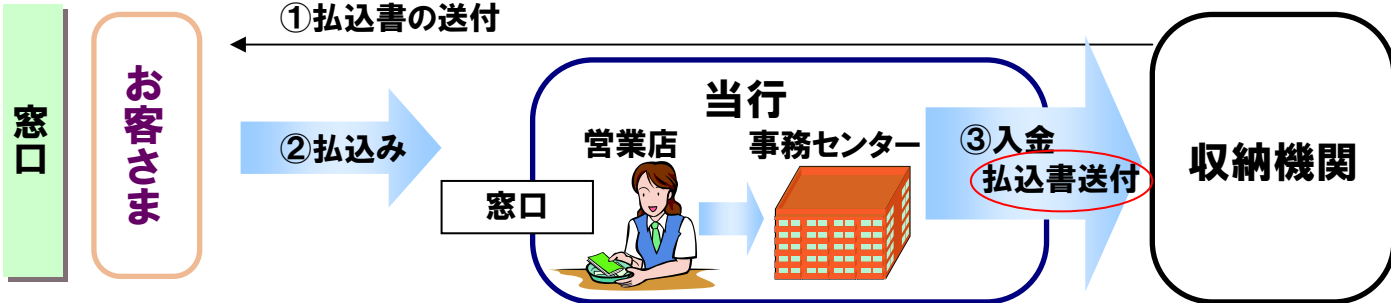 窓口
お客さま
①払込書の送付
②払込み
当行
営業店
事務センター
窓口
③入金
払込書送付
収納機関